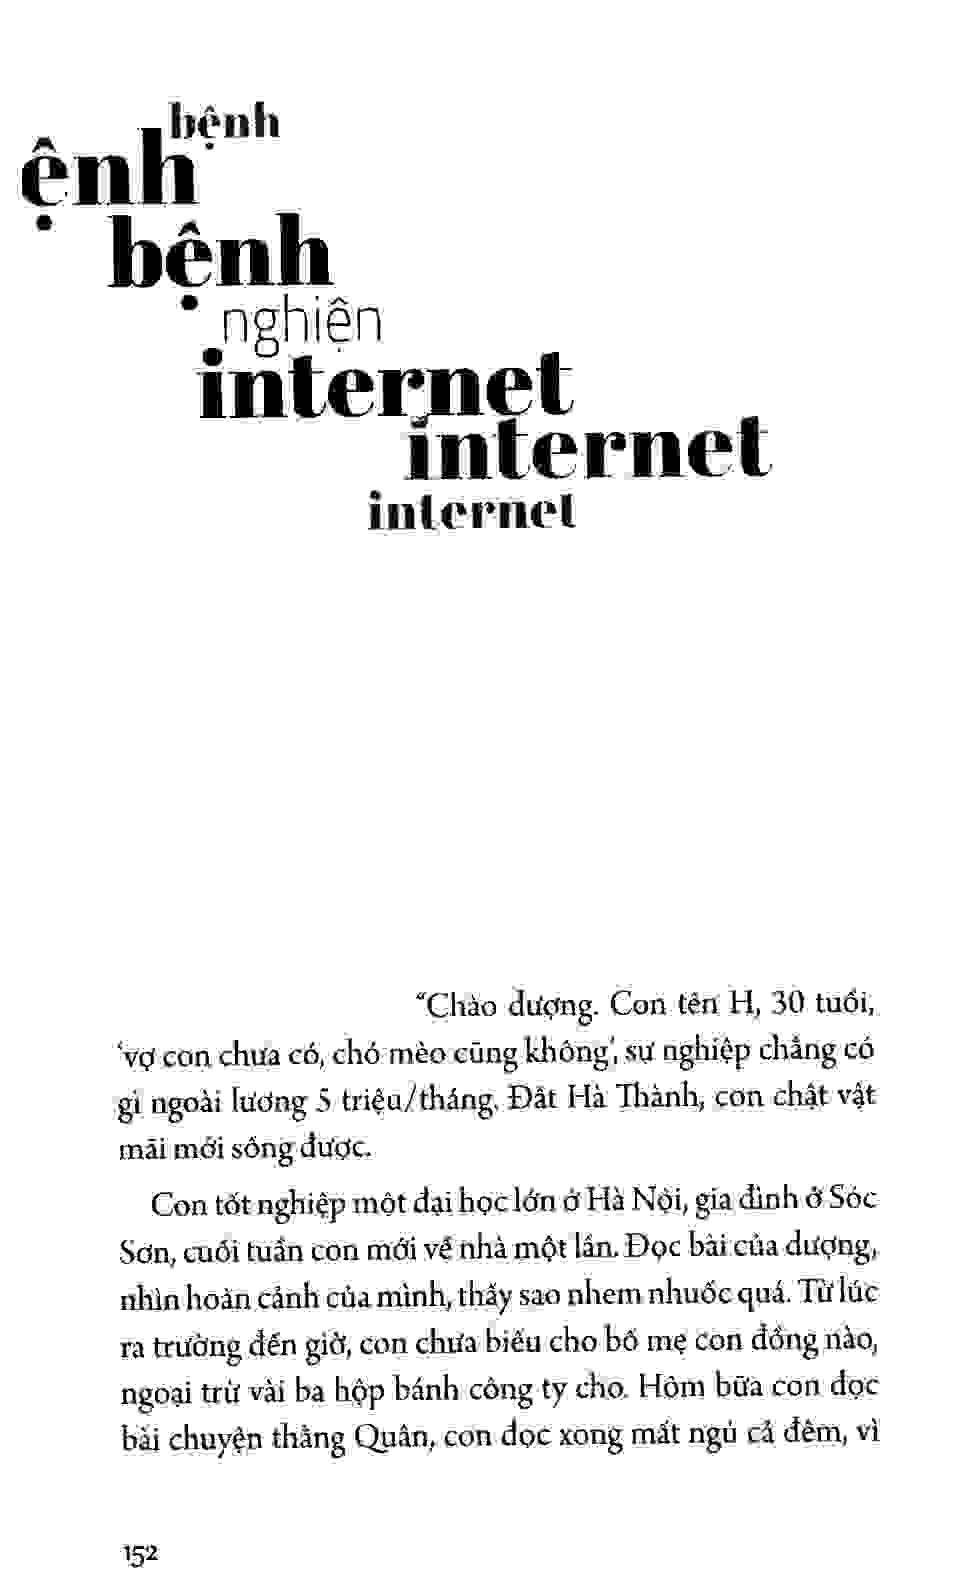 bệnh
ệnh
bệnh
nghiện
internet
internet
internet
“Chào dượng. Con tên H, 30 tuổi,
‘vợ con chưa có, chó mèo cũng không’, sự nghiệp chẳng có
gì ngoài lương 5 triệu/tháng. Đất Hà Thành, con chật vật
mãi mới sống được.
Con tốt nghiệp một đại học lớn ở Hà Nội, gia đình ở Sóc
Sơn, cuối tuần con mới về nhà một lần. Đọc bài của dượng,
nhìn hoàn cảnh của mình, thấy sao nhem nhuốc quá. Từ lúc
ra trường đến giờ, con chưa biếu cho bố mẹ con đồng nào,
ngoại trừ vài ba hộp bánh công ty cho. Hôm bữa con đọc
bài chuyện thằng Quân, con đọc xong mất ngủ cả đêm, vì
152